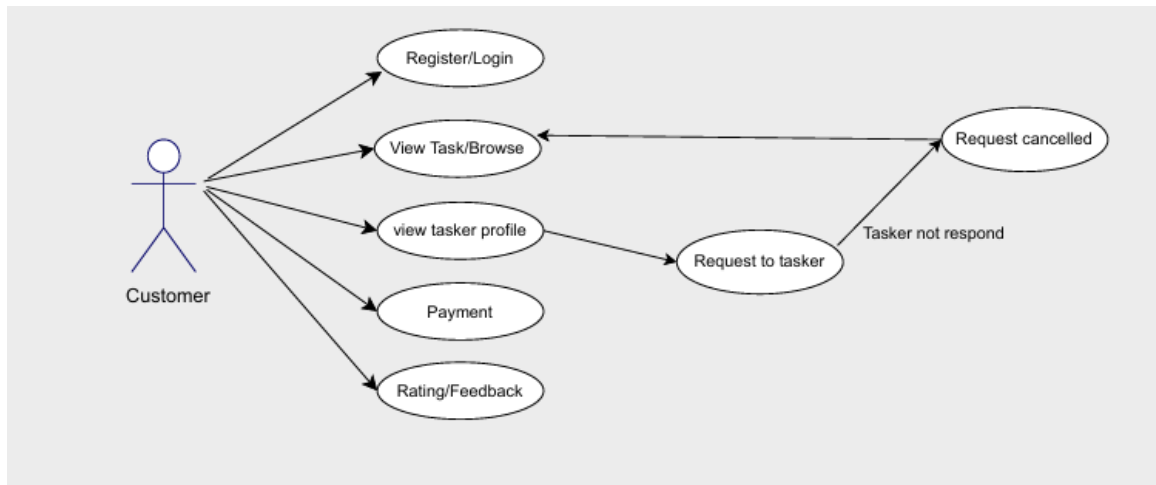 Register/Login
View Task/Browse
Request cancelled
view tasker profile
Tasker not respond
Request to tasker
Customer
Payment
Rating/Feedback